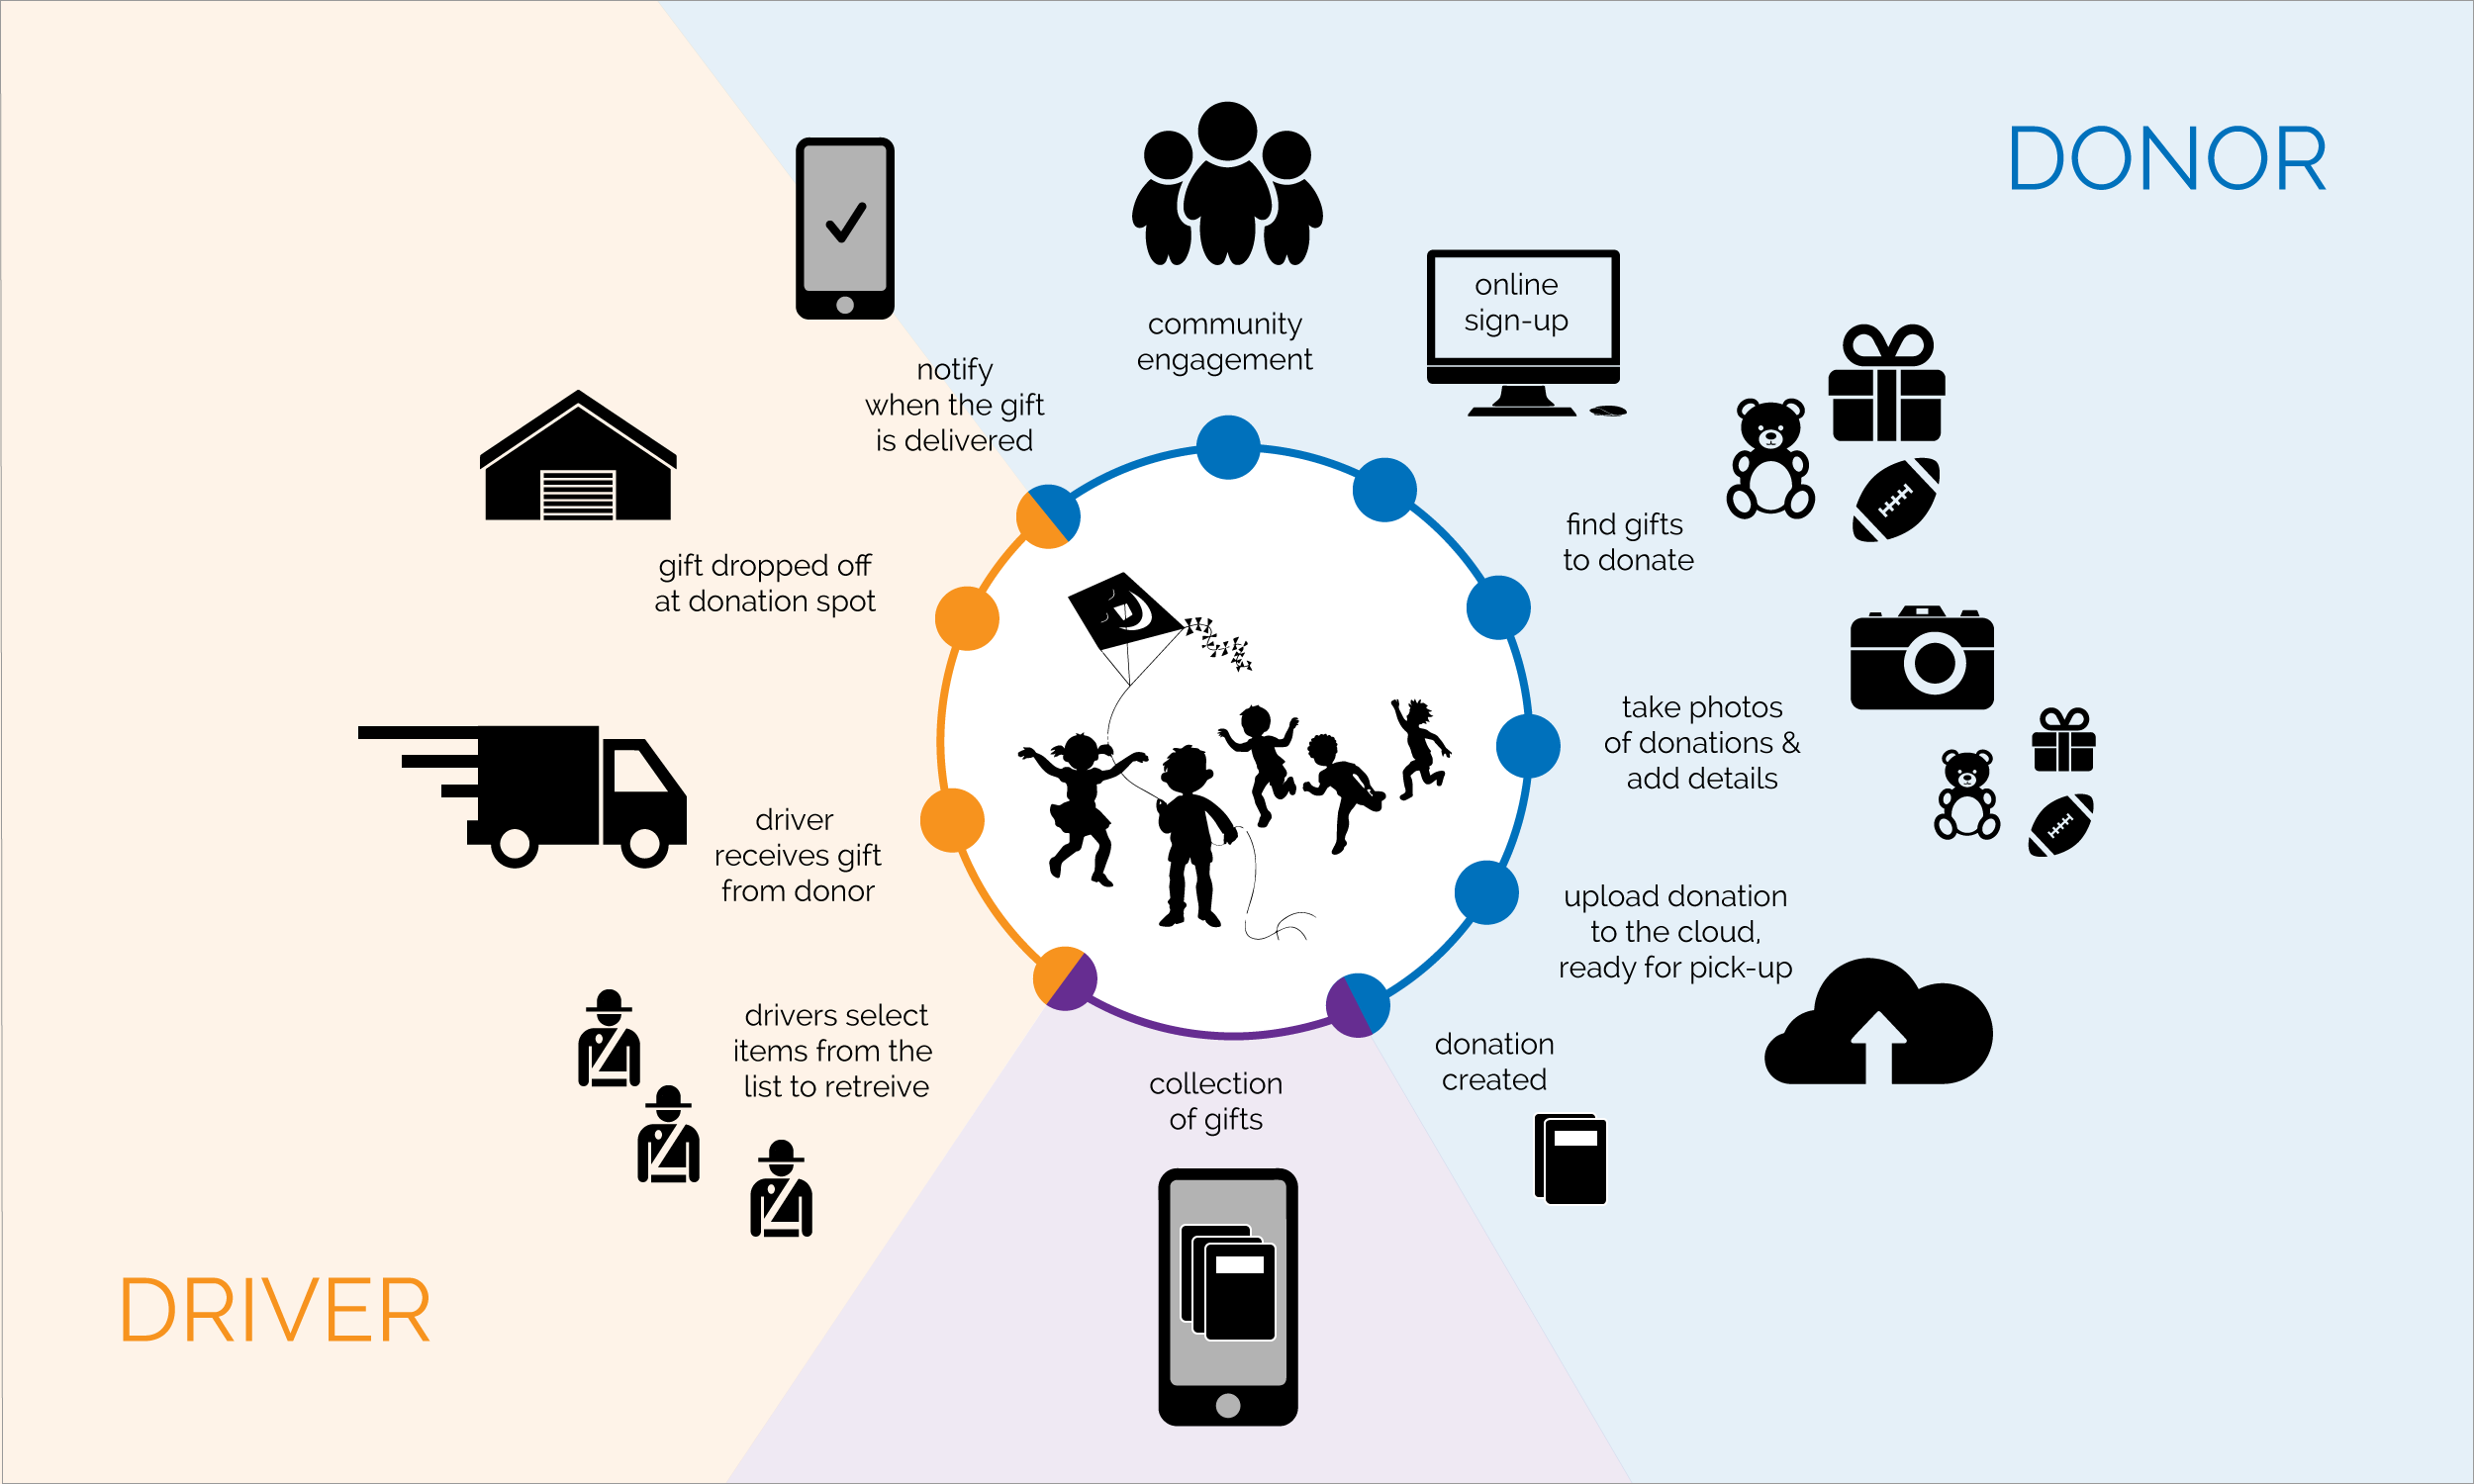 DONOR
community
engagement
online
sign-up
find gifts
to donate
take photos
of donations &
add details
upload donation
to the cloud,
ready for pick-up
donation
created
collection
of gifts
drivers select
items from the
list to retreive
driver
receives gift
from donor
gift dropped off
at donation spot
notify
when the gift
is delivered
DRIVER